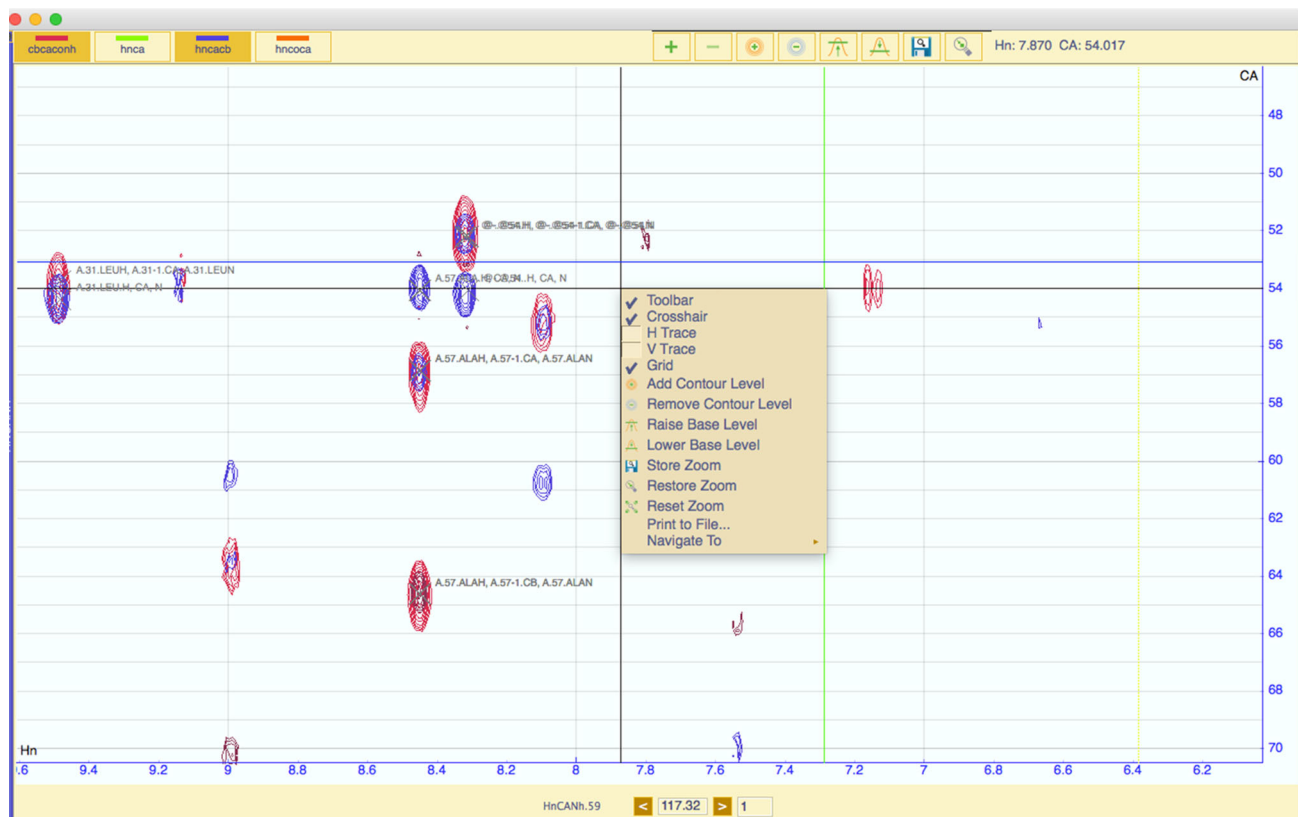 cbcaconh hnca hncacb hncoca Hn: 7.870 CA: 54.017
CA
48
50
52
A.31.LEUH, A.31-1.CA, A.31.LEUN
54
A.31.LEU.H, CA, N
Toolbar
Crosshair
H Trace
V Trace
56
A.57.ALAH, A.57-1.CA, A.57.ALAN
Grid
Add Contour Level
58
Remove Contour Level
Raise Base Level
Lower Base Level
60
Store Zoom
Restore Zoom
Reset Zoom
62
Print to File...
Navigate To
64
A.57.ALAH, A.57-1.CB, A.57.ALAN
66
68
70
Hn
.6 9.4 9.2 9 8.8 8.6 8.4 8.2 8 7.8 7.6 7.4 7.2 7 6.8 6.6 6.4 6.2
HnCANh.59 < 117.32 > 1